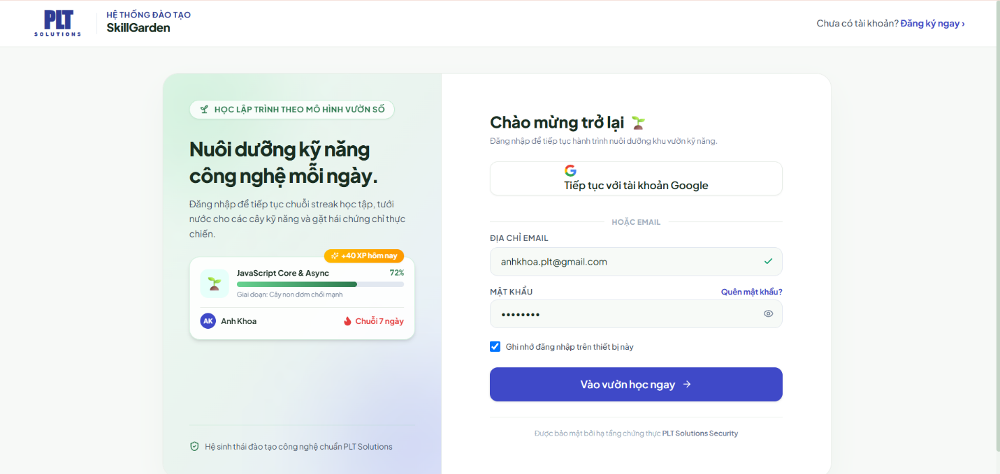 PLT
SOLUTIONS
HỆ THỐNG ĐÀO TẠO
SkillGarden
Chưa có tài khoản? Đăng ký ngay ›
HỌC LẬP TRÌNH THEO MÔ HÌNH VƯỜN SỐ
Nuôi dưỡng kỹ năng
công nghệ mỗi ngày.
Đăng nhập để tiếp tục chuỗi streak học tập, tưới
nước cho các cây kỹ năng và gặt hái chứng chỉ thực
chiến.
+40 XP hôm nay
JavaScript Core & Async
72%
Giai đoạn: Cây non đơm chồi mạnh
AK
Anh Khoa
Chuỗi 7 ngày
Hệ sinh thái đào tạo công nghệ chuẩn PLT Solutions
Chào mừng trở lại
Đăng nhập để tiếp tục hành trình nuôi dưỡng khu vườn kỹ năng.
Tiếp tục với tài khoản Google
HOẶC EMAIL
ĐỊA CHỈ EMAIL
anhkhoa.plt@gmail.com
MẬT KHẨU
Quên mật khẩu?
••••••••
Ghi nhớ đăng nhập trên thiết bị này
Vào vườn học ngay →
Được bảo mật bởi hạ tầng chứng thực PLT Solutions Security